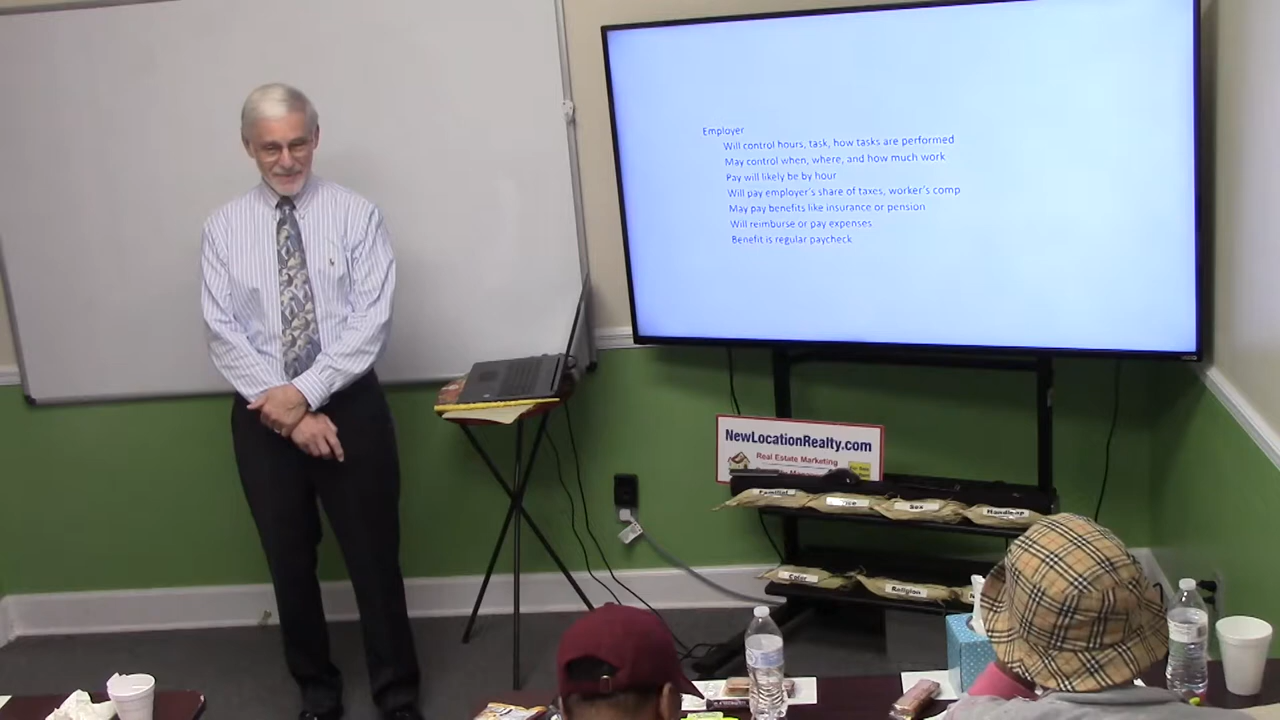 Employer
Will control hours, task, how tasks are performed
May control when, where, and how much work
Pay will likely be by hour
Will pay employer's share of taxes, worker's comp
May pay benefits like insurance or pension
Will reimburse or pay expenses
Benefit is regular paycheck
NewLocationRealty.com
Real Estate Marketing
Familial
Sex
Handicap
Color
Religion